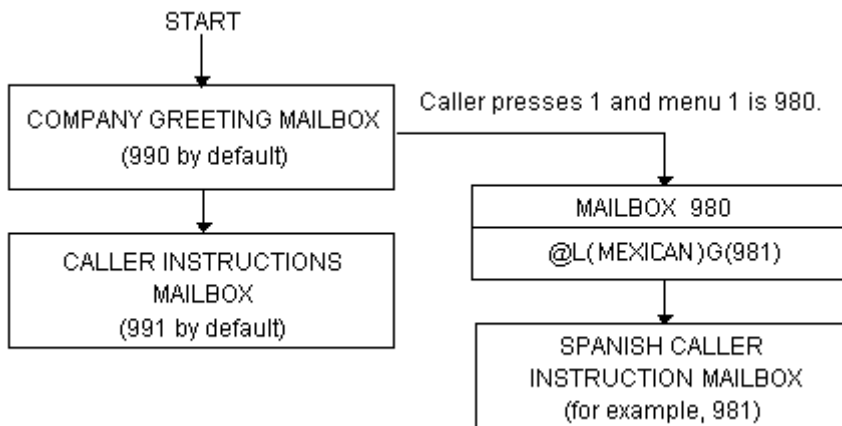 START
COMPANY GREETING MAILBOX
(990 by default)
Caller presses 1 and menu 1 is 980.
MAILBOX 980
@L(MEXICAN)G(981)
CALLER INSTRUCTIONS
MAILBOX
(991 by default)
SPANISH CALLER
INSTRUCTION MAILBOX
(for example, 981)